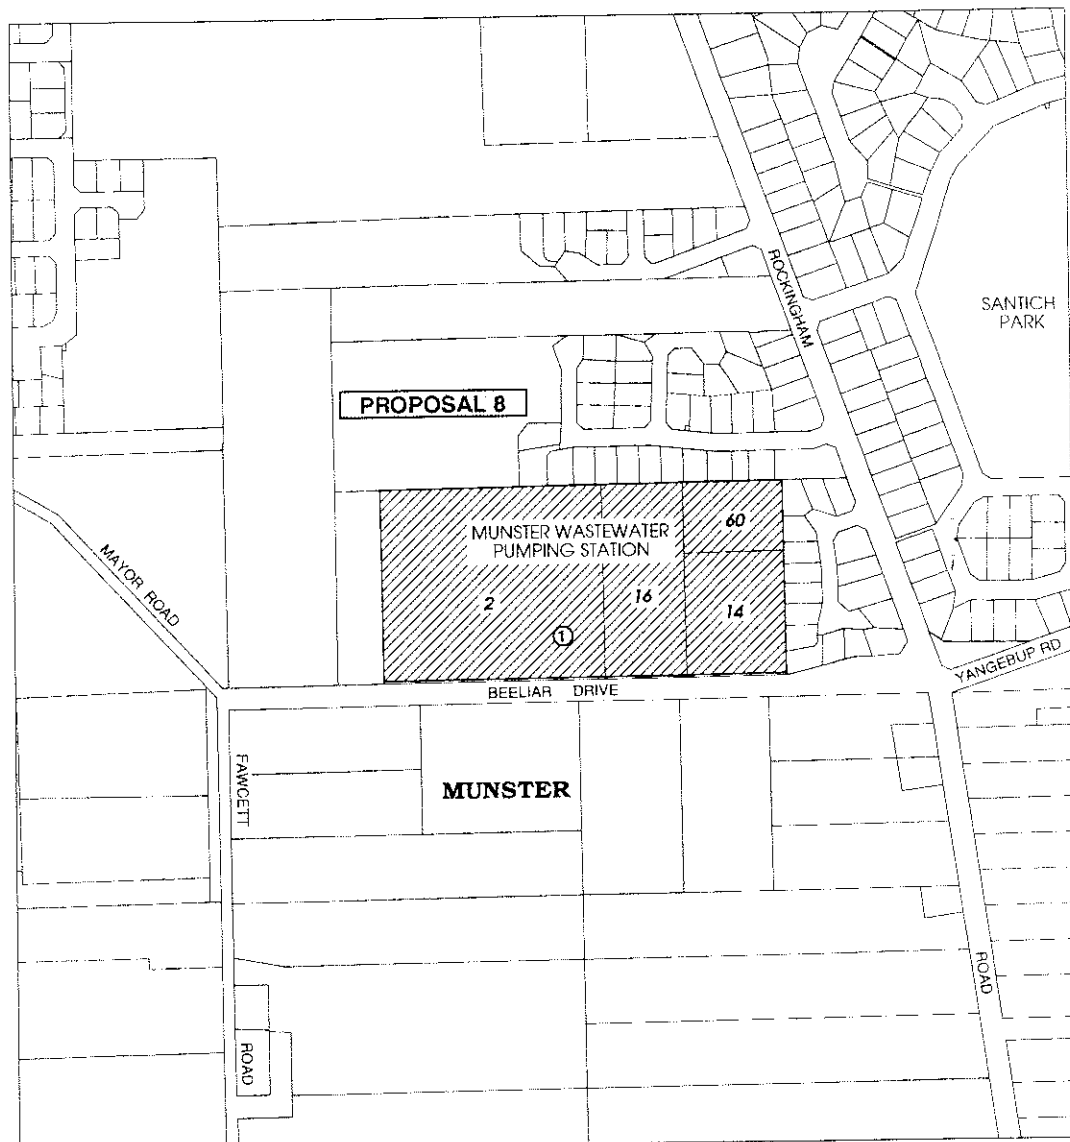 ROCKINGHAM
SANTICH
PARK
PROPOSAL 8
MUNSTER WASTEWATER
PUMPING STATION
60
2
16
14
1
MAYOR ROAD
YANGEBUP RD
BEELIAR DRIVE
FAWCETT
MUNSTER
ROAD
ROAD